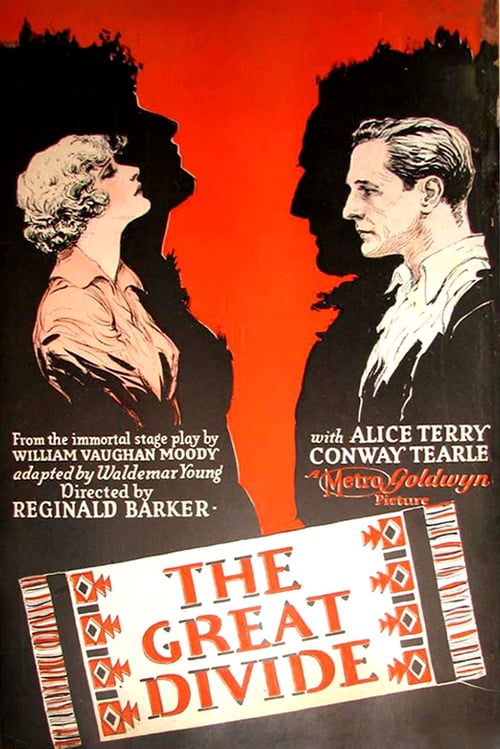 From the immortal stage play by
WILLIAM VAUGHAN MOODY
adapted by Waldemar Young
Directed by
REGINALD BARKER-
with ALICE TERRY
CONWAY TEARLE
A Metro Goldwyn
Picture
THE
GREAT
DIVIDE